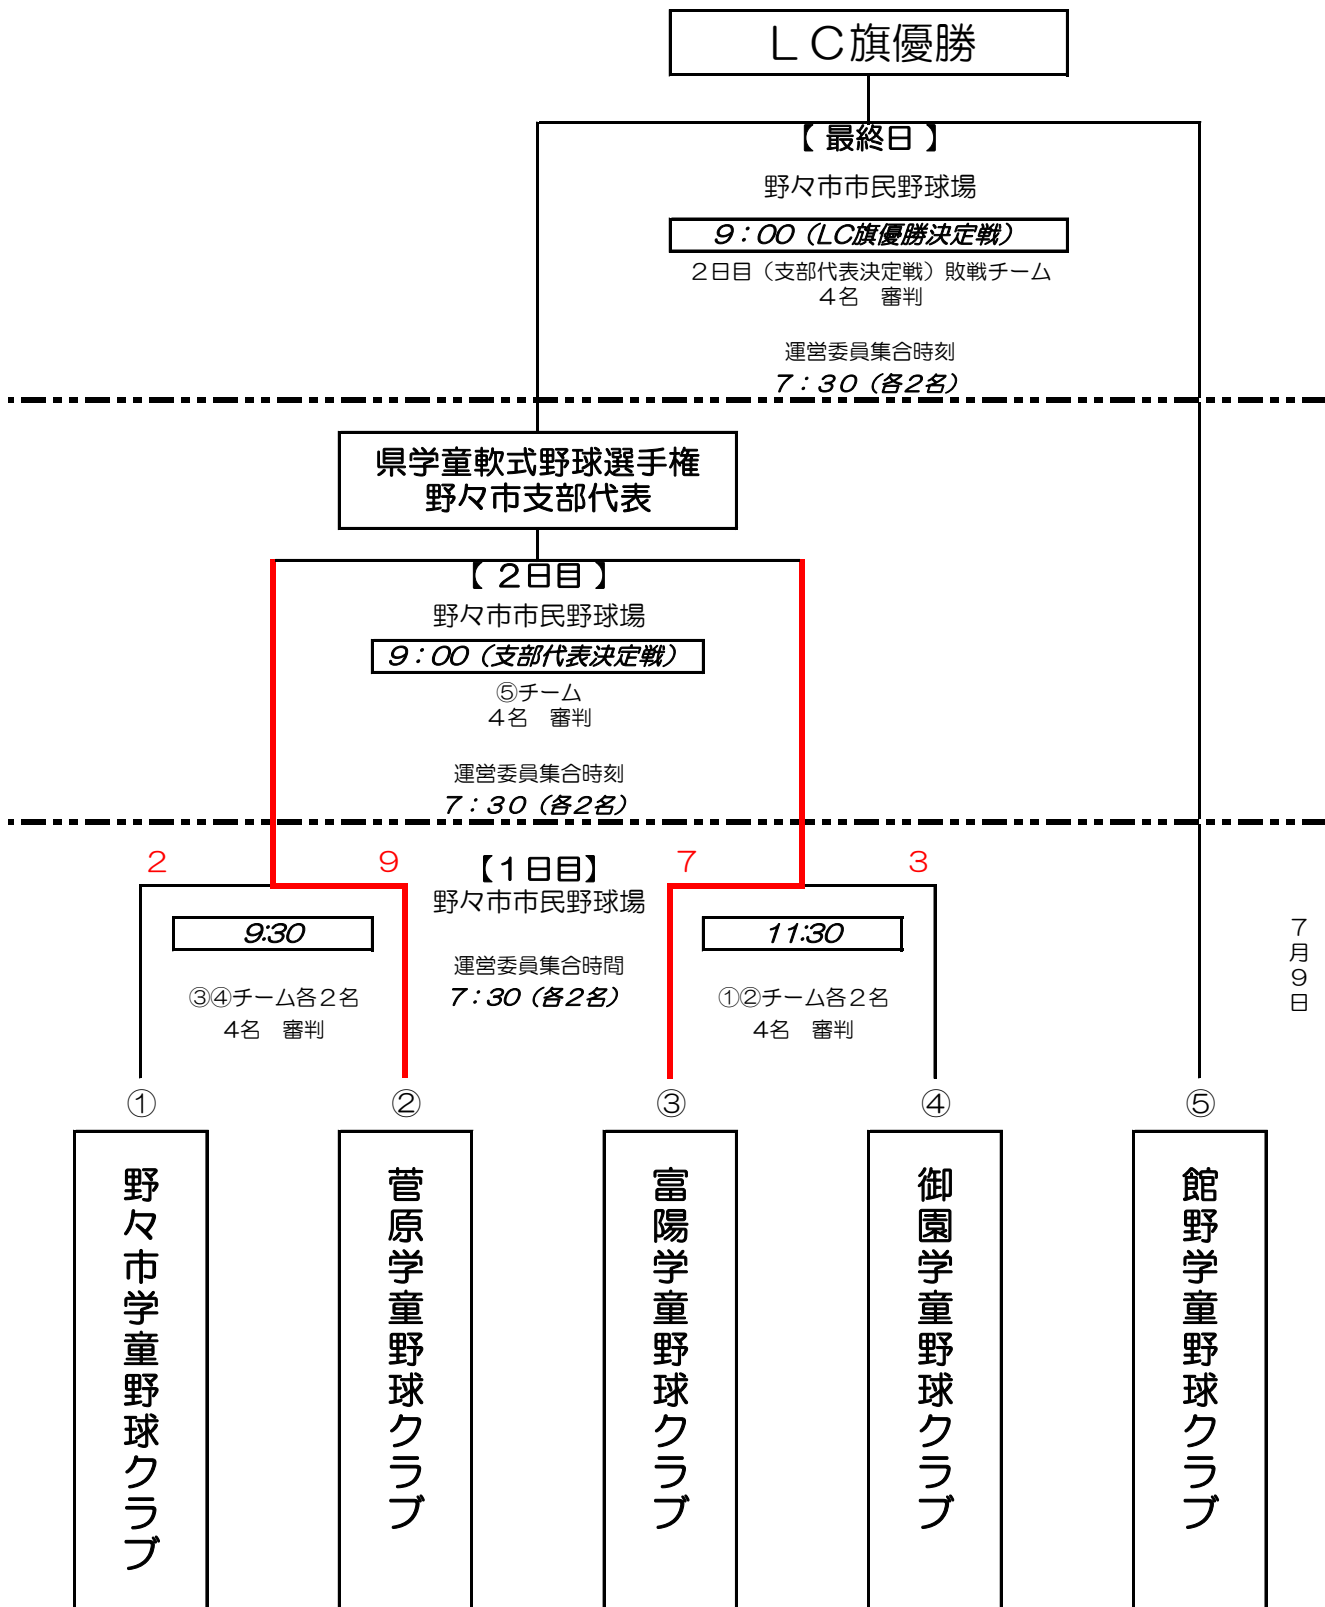 ＬＣ旗優勝
【 最終日 】
野々市市民野球場
９：００（ＬＣ旗優勝決定戦）
２日目（支部代表決定戦）敗戦チーム
４名　審判
運営委員集合時刻
７：３０（各２名）
県学童軟式野球選手権
野々市支部代表
【 ２日目 】
野々市市民野球場
９：００（支部代表決定戦）
⑤チーム
４名　審判
運営委員集合時刻
７：３０（各２名）
２
９
【１日目】
７
３
野々市市民野球場
9:30
11:30
運営委員集合時間
７：３０（各２名）
③④チーム各２名
４名　審判
①②チーム各２名
４名　審判
７月９日
①
②
③
④
⑤
野々市学童野球クラブ
菅原学童野球クラブ
富陽学童野球クラブ
御園学童野球クラブ
館野学童野球クラブ